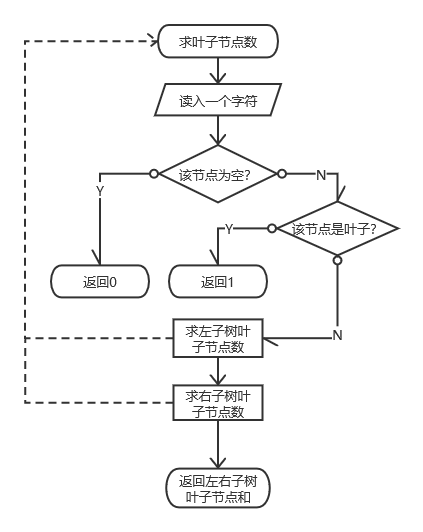 求叶子节点数
读入一个字符
该节点为空?
Y
N
该节点是叶子?
Y
N
返回0
返回1
求左子树叶
子节点数
求右子树叶
子节点数
返回左右子树
叶子节点和